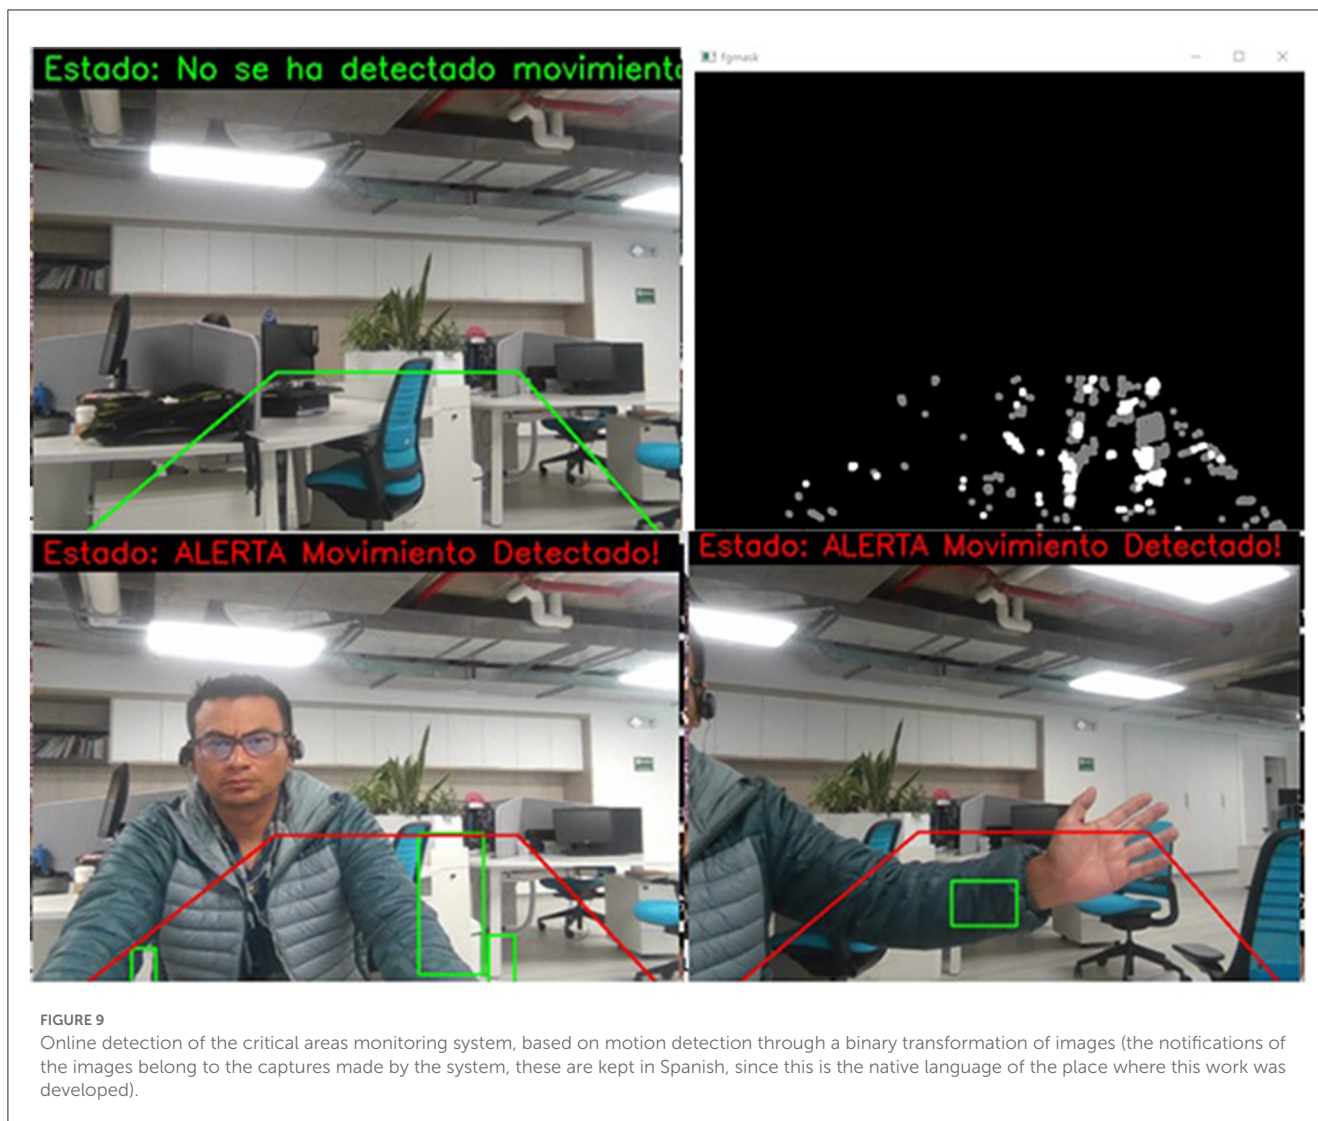 Estado: No se ha detectado movimiento
fgmask
Estado: ALERTA Movimiento Detectado!
Estado: ALERTA Movimiento Detectado!
FIGURE 9
Online detection of the critical areas monitoring system, based on motion detection through a binary transformation of images (the notifications of
the images belong to the captures made by the system, these are kept in Spanish, since this is the native language of the place where this work was
developed).